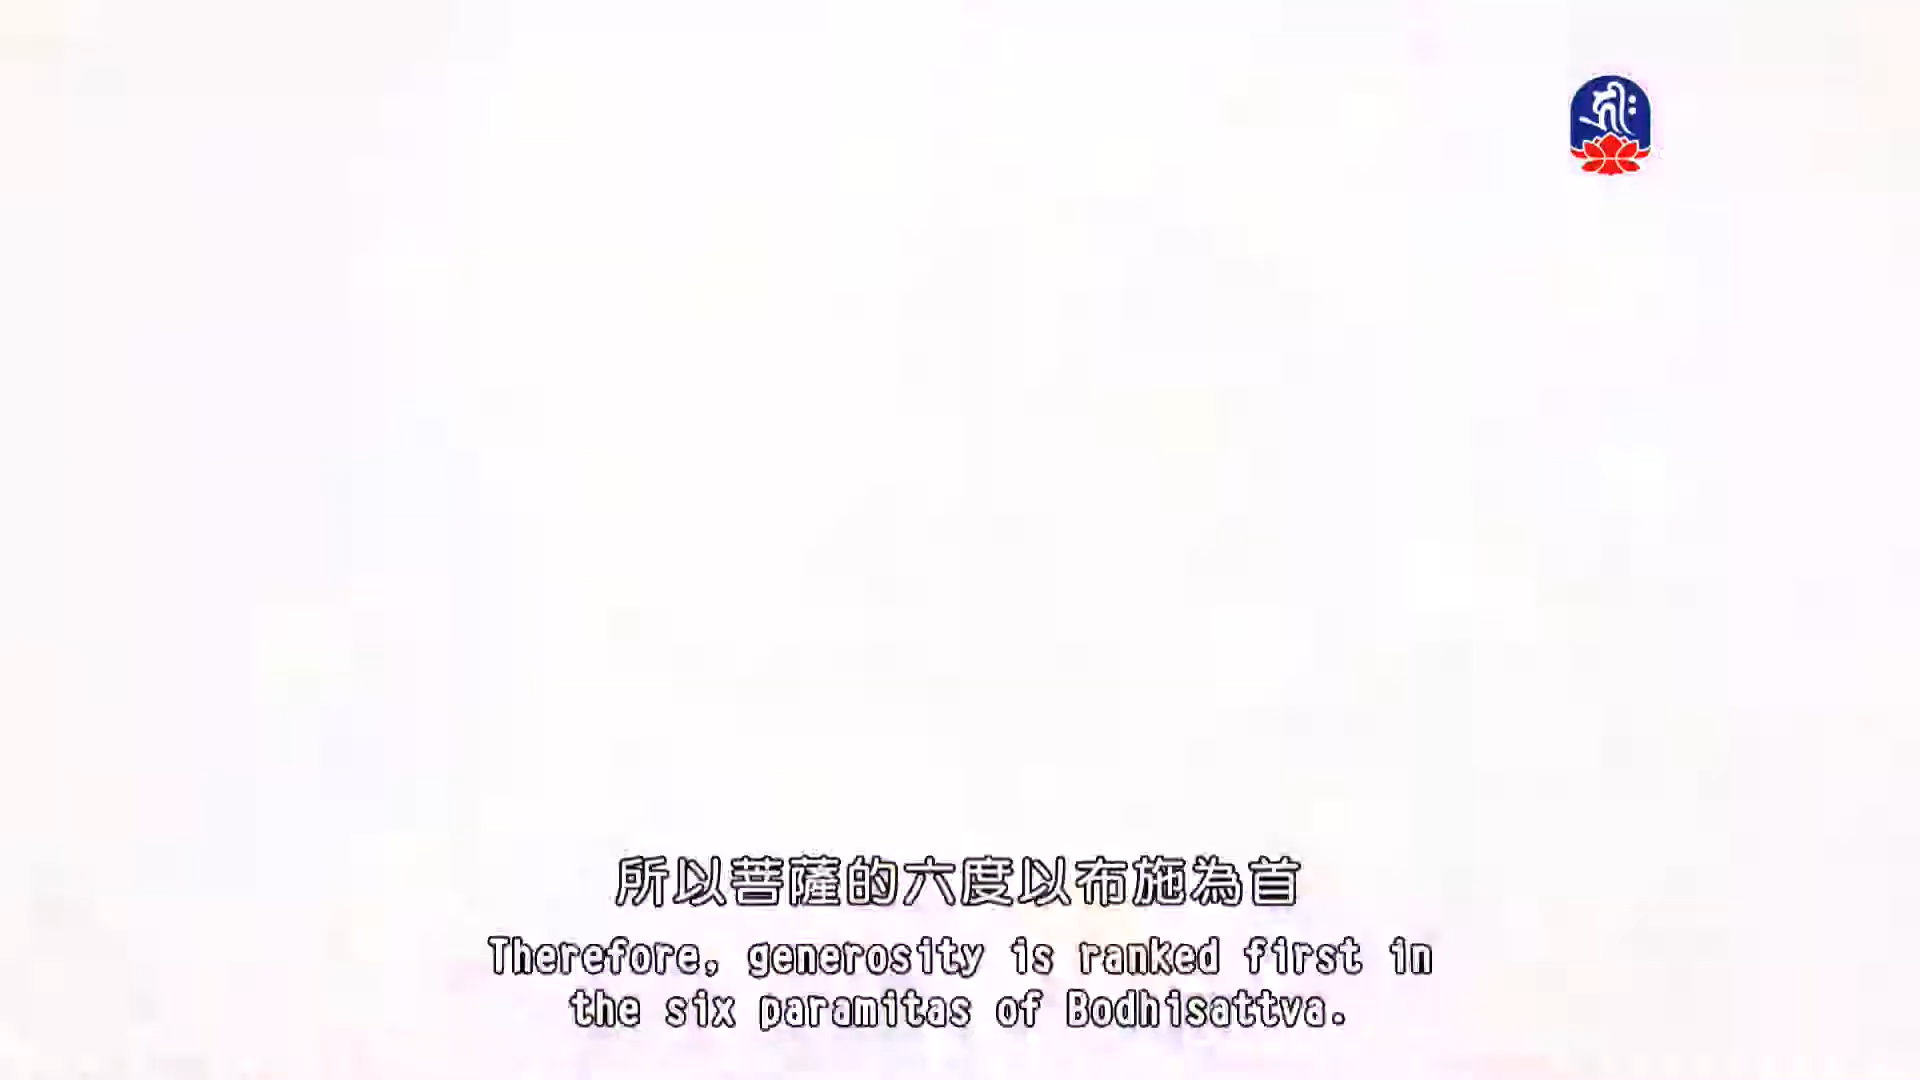 𑖮𑖿𑖨𑖱𑖾
所以菩薩的六度以布施為首
Therefore, generosity is ranked first in
the six paramitas of Bodhisattva.